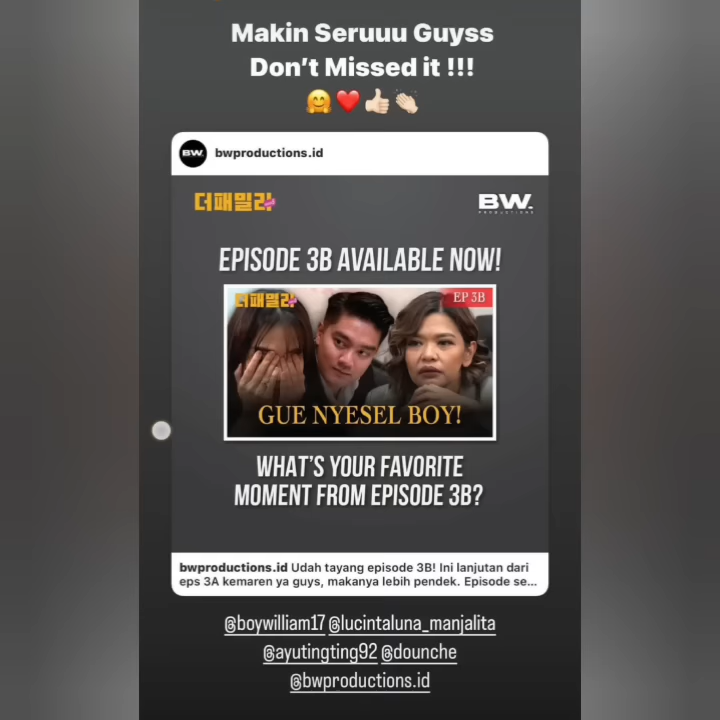 Makin Seruuu Guyss
Don't Missed it !!!
BW. bwproductions.id
더패밀리 BW.
PRODUCTIONS
EPISODE 3B AVAILABLE NOW!
더패밀리 EP 3B
GUE NYESEL BOY!
WHAT'S YOUR FAVORITE
MOMENT FROM EPISODE 3B?
bwproductions.id Udah tayang episode 3B! Ini lanjutan dari
eps 3A kemaren ya guys, makanya lebih pendek. Episode se...
@boywilliam17 @lucintaluna_manjalita
@ayutingting92 @dounche
@bwproductions.id